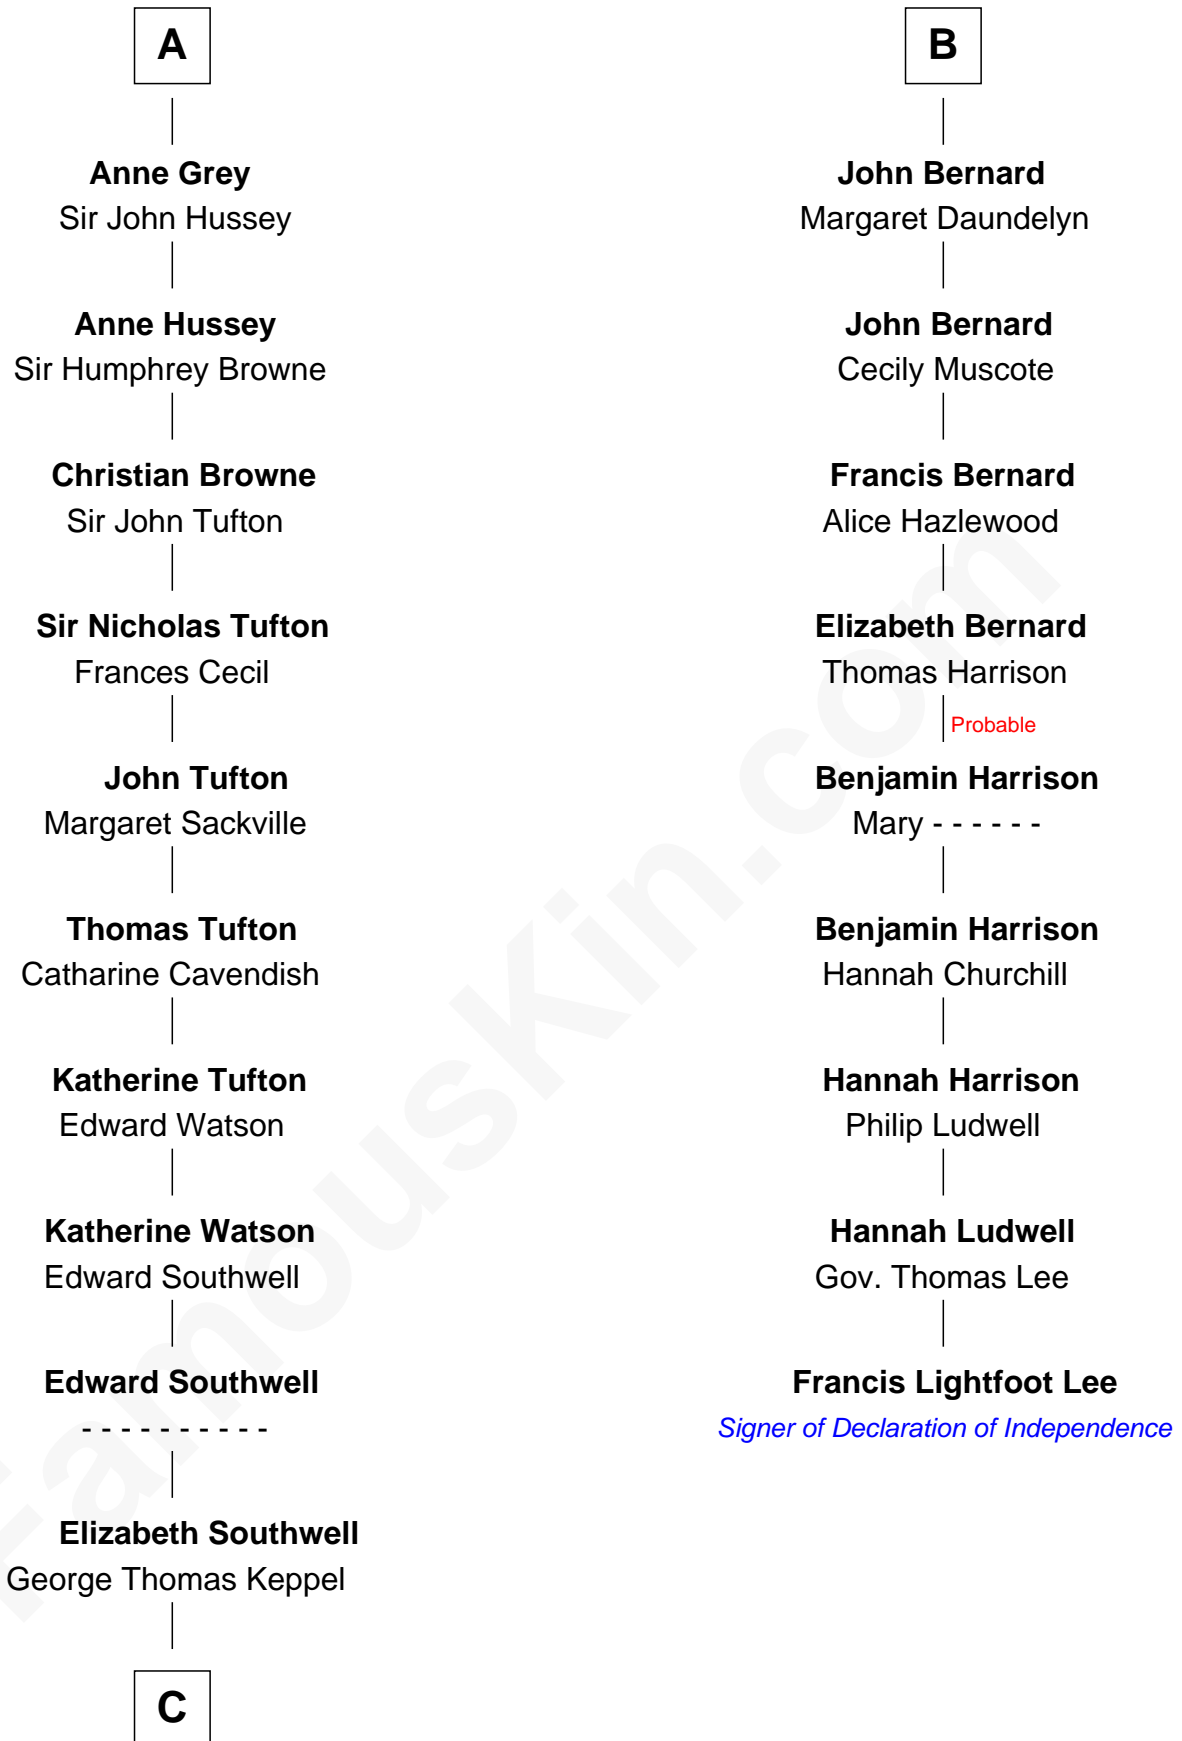 A
Anne Grey
Sir John Hussey
Anne Hussey
Sir Humphrey Browne
Christian Browne
Sir John Tufton
Sir Nicholas Tufton
Frances Cecil
John Tufton
Margaret Sackville
Thomas Tufton
Catharine Cavendish
Katherine Tufton
Edward Watson
Katherine Watson
Edward Southwell
Edward Southwell
- - - - - - - - - -
Elizabeth Southwell
George Thomas Keppel
C
B
John Bernard
Margaret Daundelyn
John Bernard
Cecily Muscote
Francis Bernard
Alice Hazlewood
Elizabeth Bernard
Thomas Harrison
Probable
Benjamin Harrison
Mary - - - - - -
Benjamin Harrison
Hannah Churchill
Hannah Harrison
Philip Ludwell
Hannah Ludwell
Gov. Thomas Lee
Francis Lightfoot Lee
Signer of Declaration of Independence
FamousKin.com